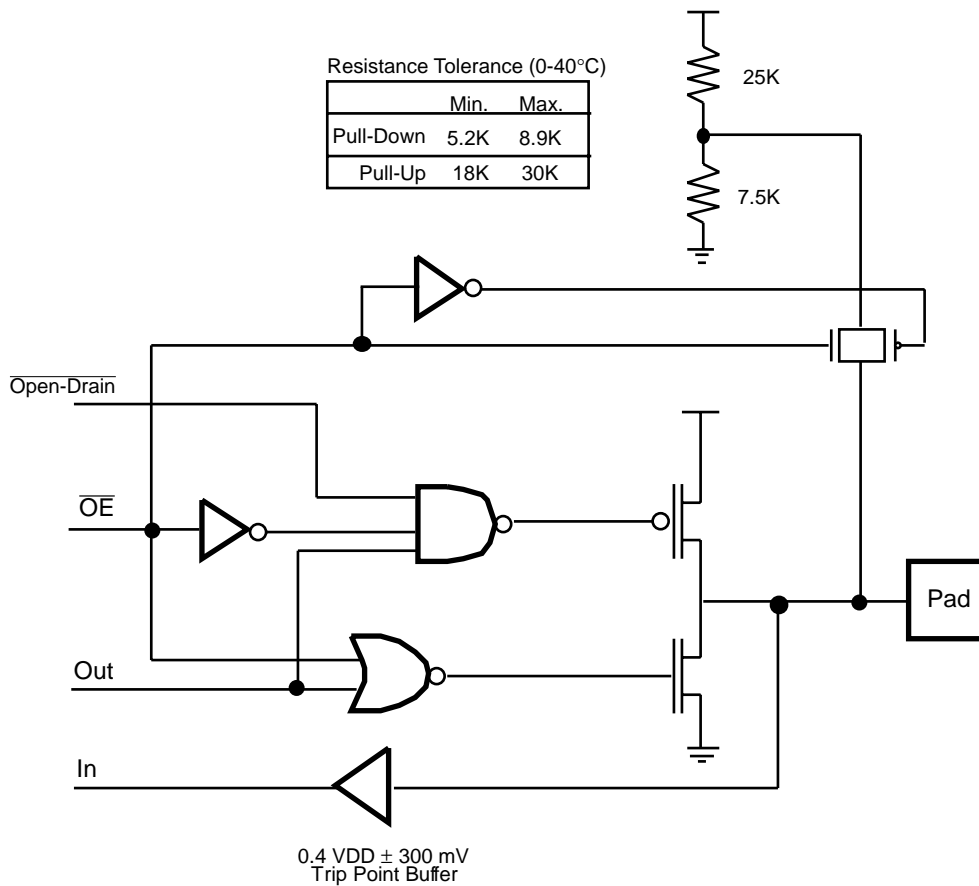 Resistance Tolerance (0-40°C)
Min. Max.
Pull-Down 5.2K 8.9K
Pull-Up 18K 30K
25K
7.5K
Open-Drain
OE
Out
In
Pad
0.4 VDD ± 300 mV
Trip Point Buffer